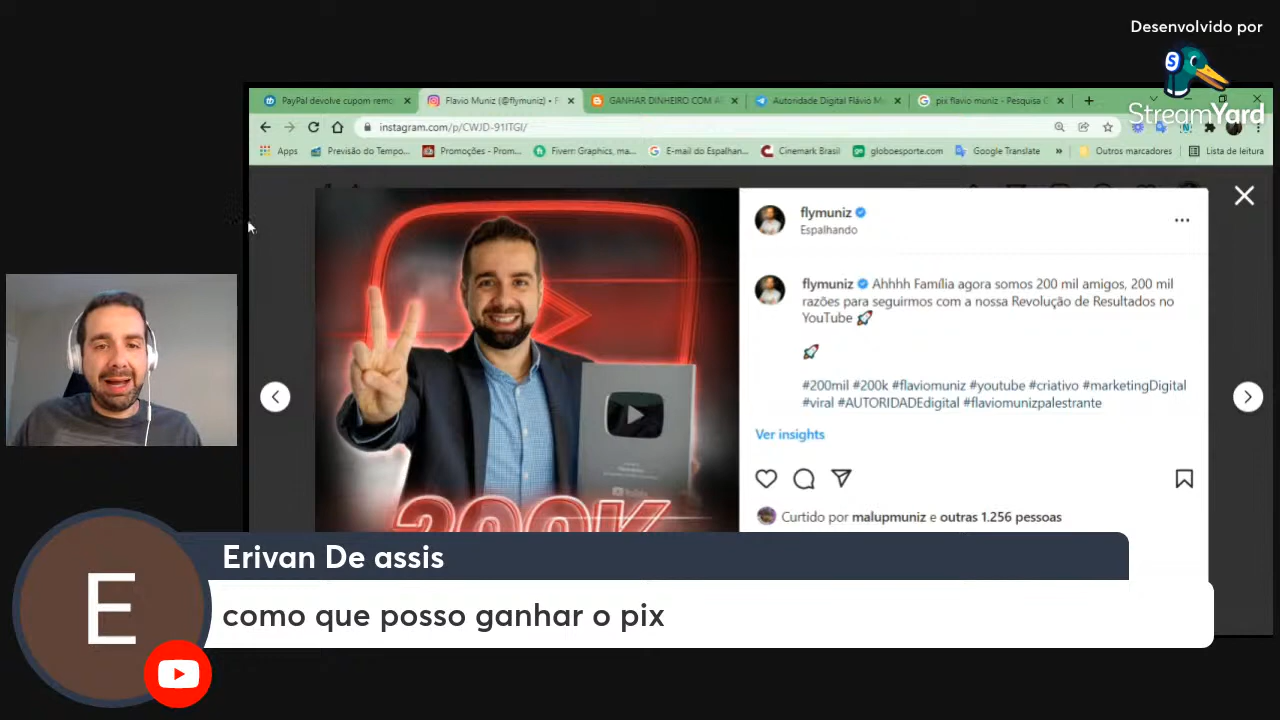 Desenvolvido por
StreamYard
PayPal devolve cupom remo
Flavio Muniz (@flymuniz) • F
GANHAR DINHEIRO COM A
Autoridade Digital Flávio M
pix flavio muniz - Pesquisa G
instagram.com/p/CWJD-91lTGI/
Apps
Previsão do Tempo...
Promoções - Prom...
Fiverr: Graphics, ma...
E-mail do Espalhan...
Cinemark Brasil
globoesporte.com
Google Translate
»
Outros marcadores
Lista de leitura
flymuniz
Espalhando
flymuniz Ahhhh Família agora somos 200 mil amigos, 200 mil
razões para seguirmos com a nossa Revolução de Resultados no
YouTube 🚀
🚀
#200mil #200k #flaviomuniz #youtube #criativo #marketingDigital
#viral #AUTORIDADEdigital #flaviomunizpalestrante
Ver insights
Curtido por malupmuniz e outras 1.256 pessoas
200K
YouTube
E
Erivan De assis
como que posso ganhar o pix